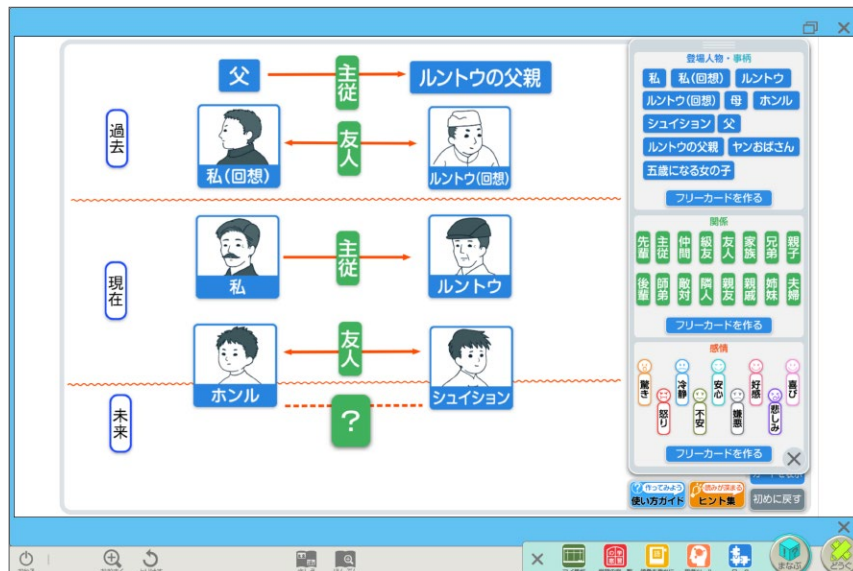 父
主従
ルントウの父親
過去
私(回想)
友人
ルントウ(回想)
現在
私
主従
ルントウ
ホンル
友人
シュイション
未来
?
登場人物・事柄
私 私(回想) ルントウ
ルントウ(回想) 母 ホンル
シュイション 父
ルントウの父親 ヤンおばさん
五歳になる女の子
フリーカードを作る
関係
先輩 主従 仲間 級友 友人 家族 兄弟 親子
後輩 師弟 敵対 隣人 親友 親戚 姉妹 夫婦
フリーカードを作る
感情
驚き 冷静 安心 好感 喜び
怒り 不安 嫌悪 悲しみ
フリーカードを作る
作ってみよう
使い方ガイド
読みが深まる
ヒント集
初めに戻す
まなぶ
どうぐ